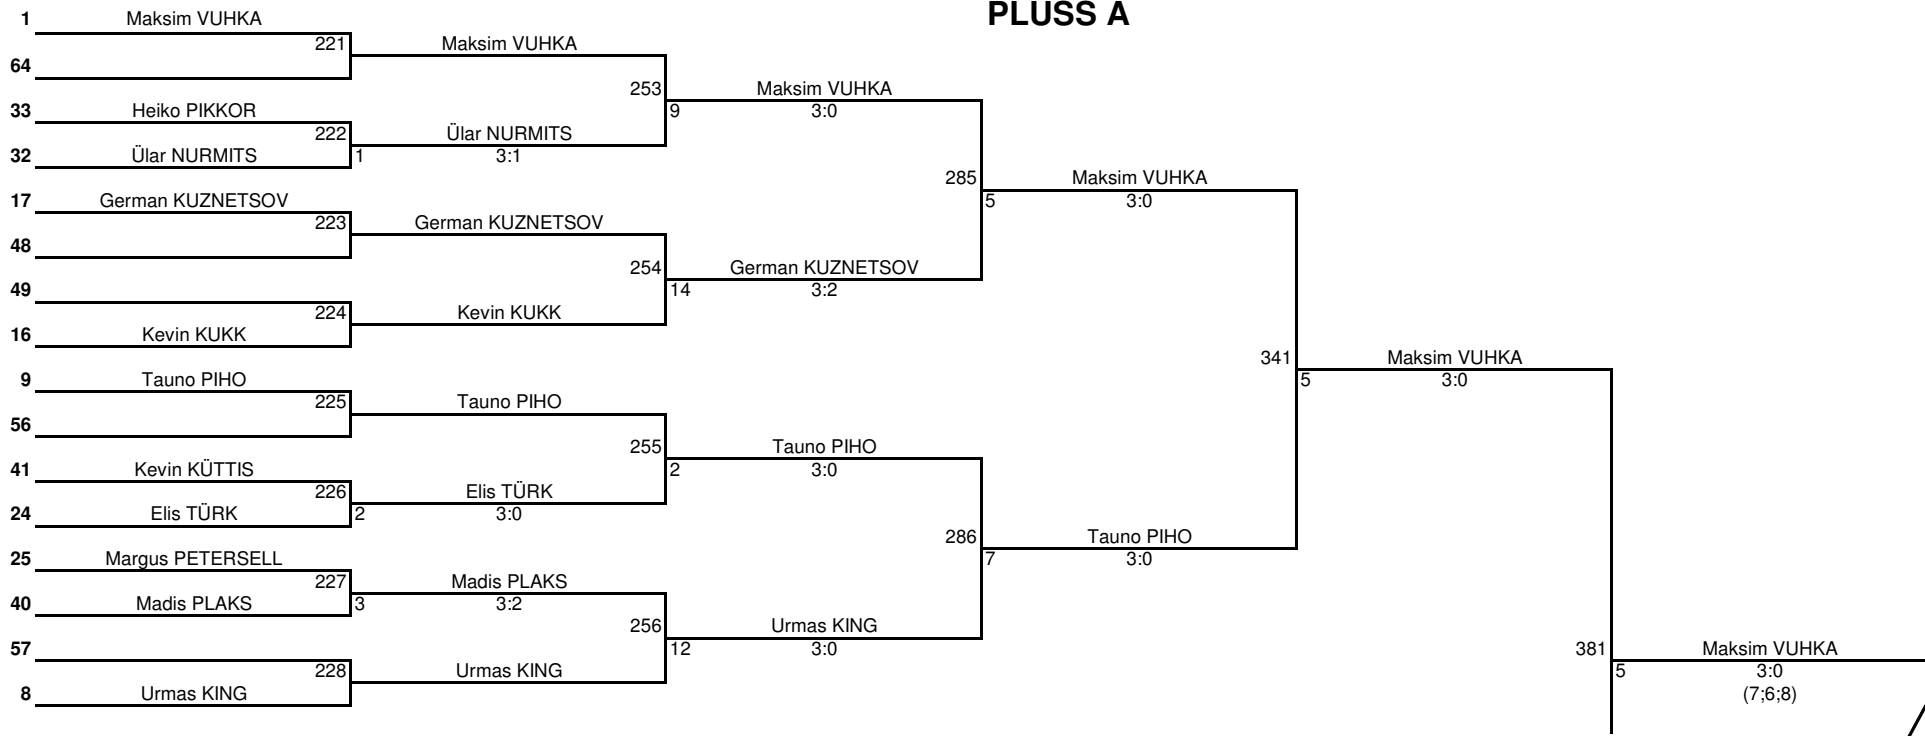 PLUSS A
1 Maksim VUHKA
221 Maksim VUHKA
64
253 Maksim VUHKA
9 3:0
33 Heiko PIKKOR
222 Ülar NURMITS
32 Ülar NURMITS 1 3:1
285 Maksim VUHKA
5 3:0
17 German KUZNETSOV
223 German KUZNETSOV
48
254 German KUZNETSOV
14 3:2
49
224 Kevin KUKK
16 Kevin KUKK
341 Maksim VUHKA
5 3:0
9 Tauno PIHO
225 Tauno PIHO
56
255 Tauno PIHO
2 3:0
41 Kevin KÜTTIS
226 Elis TÜRK
24 Elis TÜRK 2 3:0
286 Tauno PIHO
7 3:0
25 Margus PETERSELL
227 Madis PLAKS
40 Madis PLAKS 3 3:2
256 Urmas KING
12 3:0
57
228 Urmas KING
8 Urmas KING
381 Maksim VUHKA
5 3:0
(7;6;8)